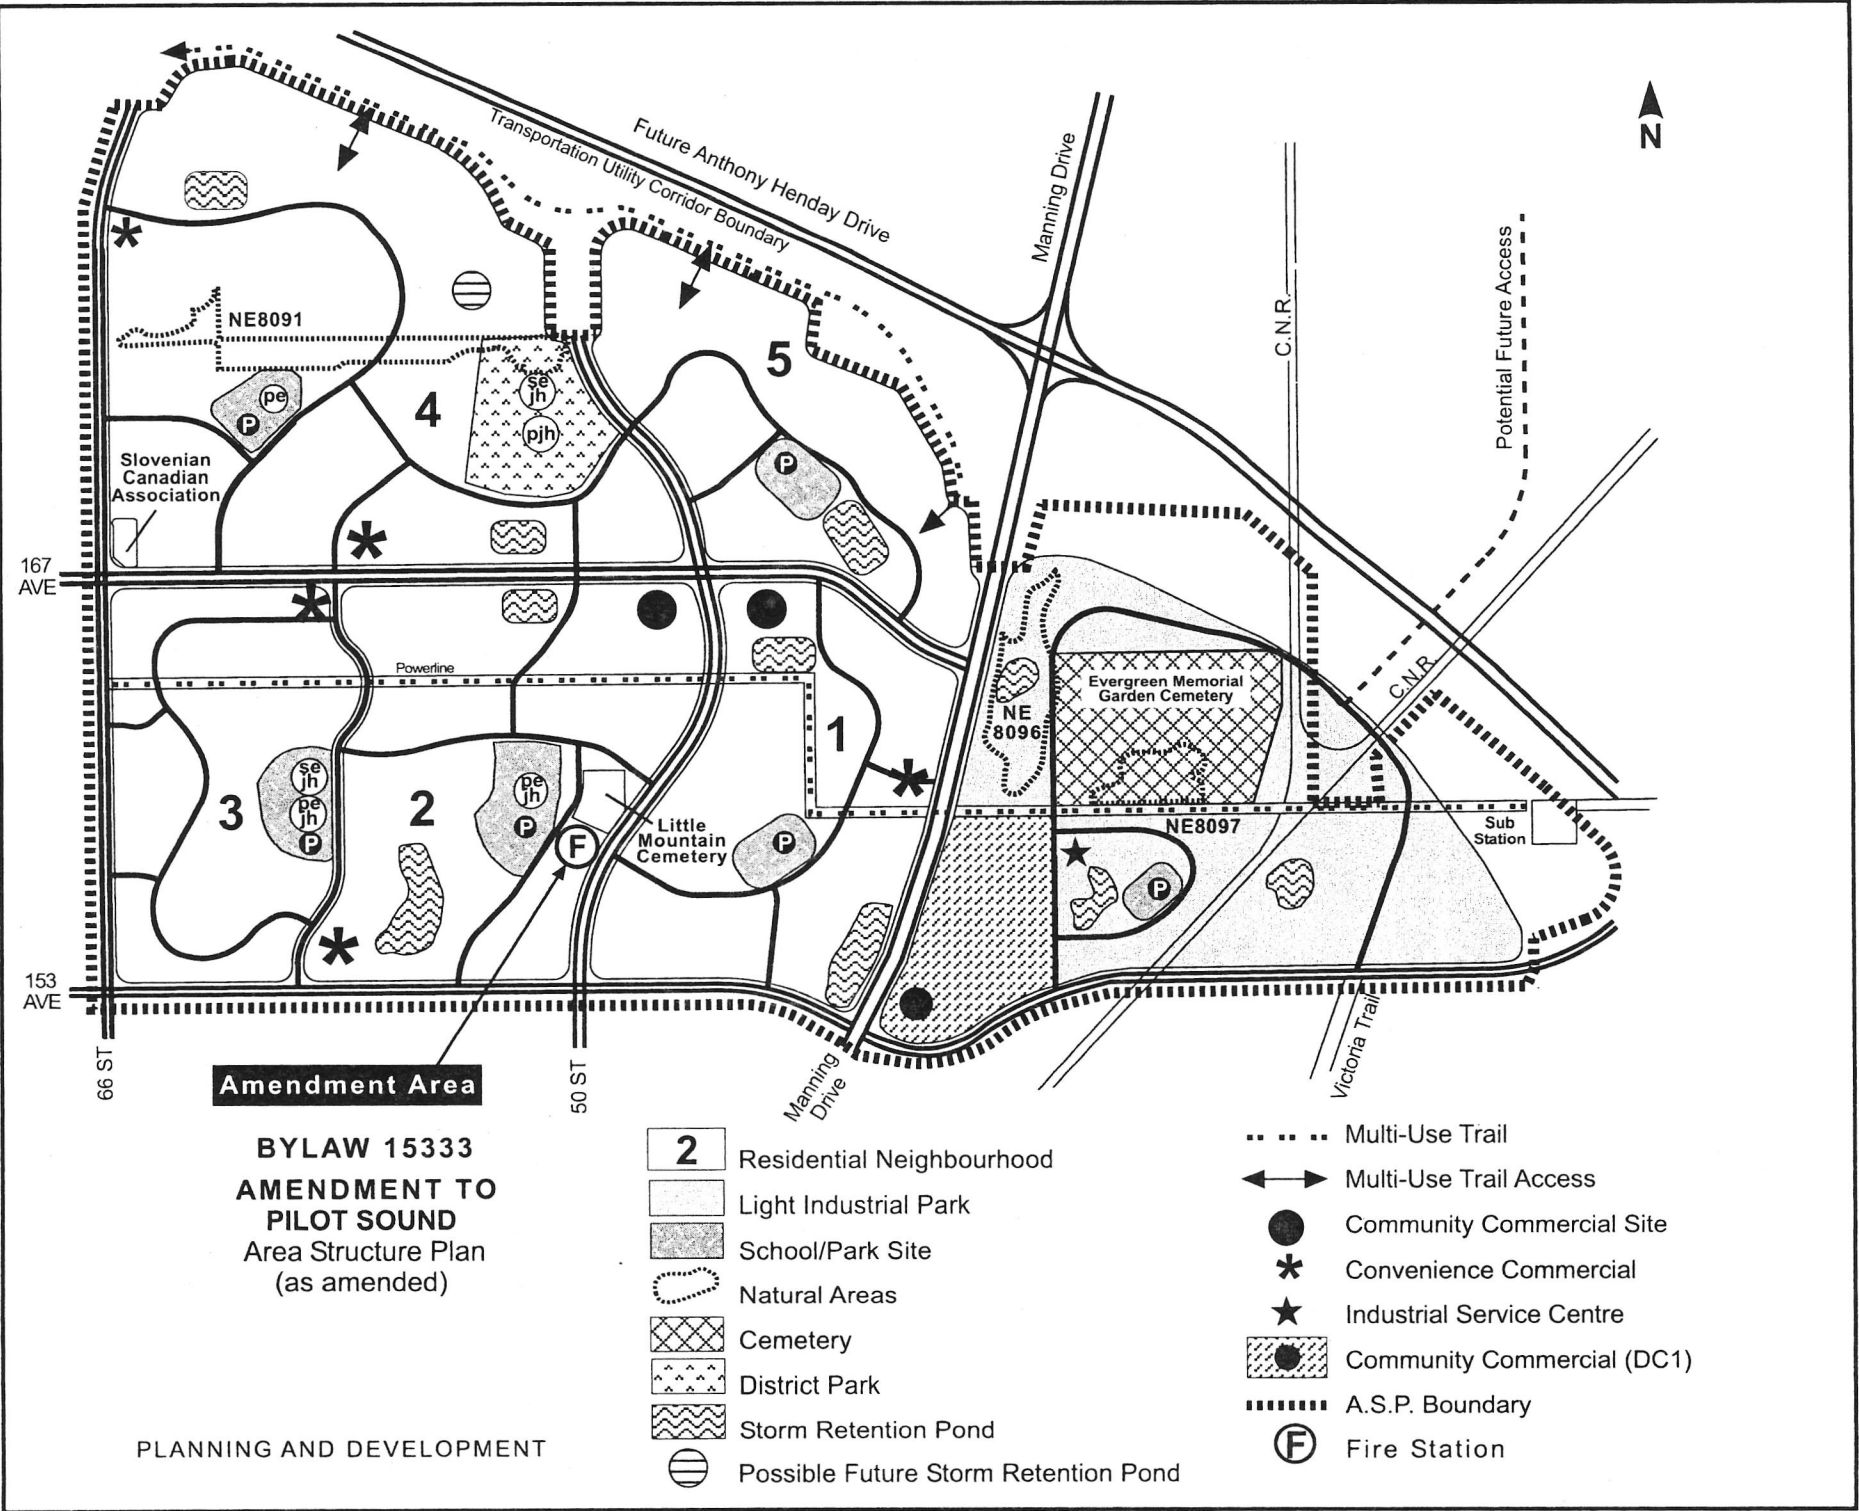 N
Future Anthony Henday Drive
Transportation Utility Corridor Boundary
Manning Drive
C.N.R.
Potential Future Access
NE8091
5
se
jh
pjh
4
pe
P
P
Slovenian
Canadian
Association
167
AVE
Powerline
Evergreen Memorial
Garden Cemetery
C.N.R.
NE
8096
1
3
se
jh
pe
jh
P
2
pe
jh
P
F
Little
Mountain
Cemetery
P
NE8097
Sub
Station
P
153
AVE
66 ST
50 ST
Manning
Drive
Victoria Trail
Amendment Area
BYLAW 15333
AMENDMENT TO
PILOT SOUND
Area Structure Plan
(as amended)
PLANNING AND DEVELOPMENT
2 Residential Neighbourhood
Light Industrial Park
School/Park Site
Natural Areas
Cemetery
District Park
Storm Retention Pond
Possible Future Storm Retention Pond
Multi-Use Trail
Multi-Use Trail Access
Community Commercial Site
Convenience Commercial
Industrial Service Centre
Community Commercial (DC1)
A.S.P. Boundary
F Fire Station